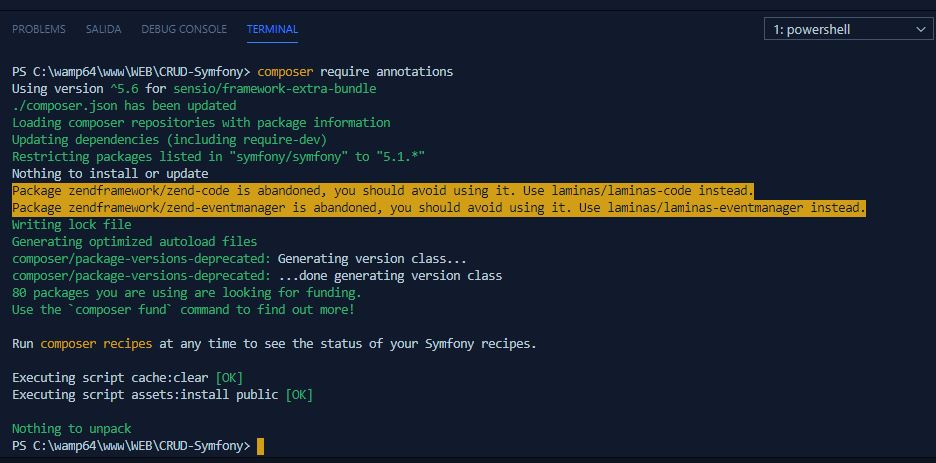 PROBLEMS SALIDA DEBUG CONSOLE TERMINAL 1: powershell
PS C:\wamp64\www\WEB\CRUD-Symfony> composer require annotations
Using version ^5.6 for sensio/framework-extra-bundle
./composer.json has been updated
Loading composer repositories with package information
Updating dependencies (including require-dev)
Restricting packages listed in "symfony/symfony" to "5.1.*"
Nothing to install or update
Package zendframework/zend-code is abandoned, you should avoid using it. Use laminas/laminas-code instead.
Package zendframework/zend-eventmanager is abandoned, you should avoid using it. Use laminas/laminas-eventmanager instead.
Writing lock file
Generating optimized autoload files
composer/package-versions-deprecated: Generating version class...
composer/package-versions-deprecated: ...done generating version class
80 packages you are using are looking for funding.
Use the `composer fund` command to find out more!
Run composer recipes at any time to see the status of your Symfony recipes.
Executing script cache:clear [OK]
Executing script assets:install public [OK]
Nothing to unpack
PS C:\wamp64\www\WEB\CRUD-Symfony>